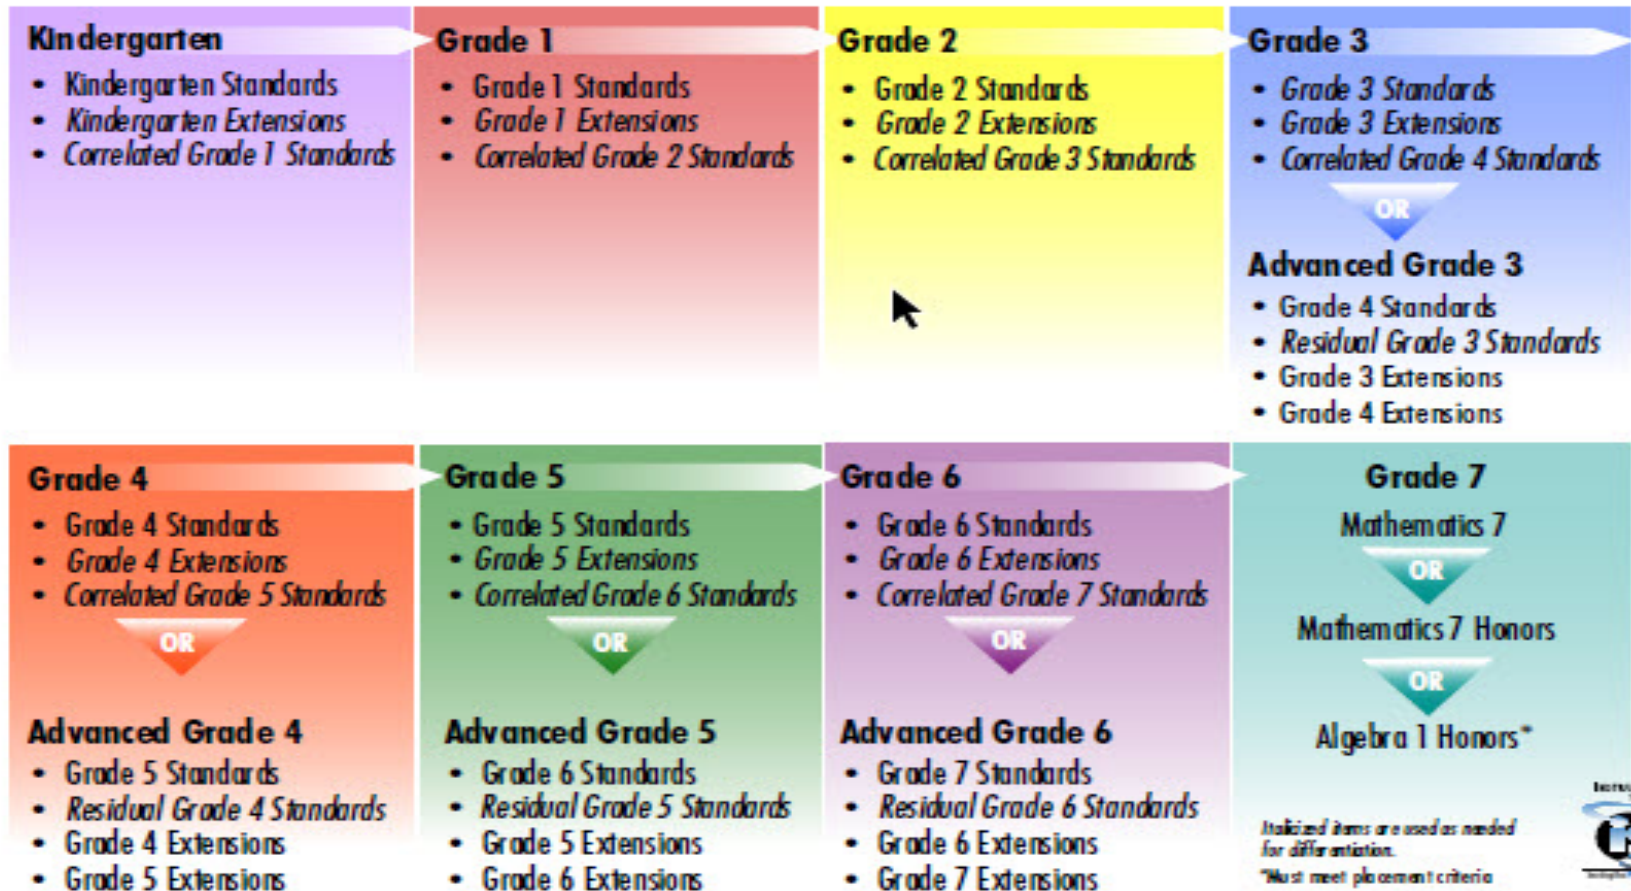 Kindergarten
• Kindergarten Standards
• Kindergarten Extensions
• Correlated Grade 1 Standards
Grade 1
• Grade 1 Standards
• Grade 1 Extensions
• Correlated Grade 2 Standards
Grade 2
• Grade 2 Standards
• Grade 2 Extensions
• Correlated Grade 3 Standards
Grade 3
• Grade 3 Standards
• Grade 3 Extensions
• Correlated Grade 4 Standards
OR
Advanced Grade 3
• Grade 4 Standards
• Residual Grade 3 Standards
• Grade 3 Extensions
• Grade 4 Extensions
Grade 4
• Grade 4 Standards
• Grade 4 Extensions
• Correlated Grade 5 Standards
OR
Advanced Grade 4
• Grade 5 Standards
• Residual Grade 4 Standards
• Grade 4 Extensions
• Grade 5 Extensions
Grade 5
• Grade 5 Standards
• Grade 5 Extensions
• Correlated Grade 6 Standards
OR
Advanced Grade 5
• Grade 6 Standards
• Residual Grade 5 Standards
• Grade 5 Extensions
• Grade 6 Extensions
Grade 6
• Grade 6 Standards
• Grade 6 Extensions
• Correlated Grade 7 Standards
OR
Advanced Grade 6
• Grade 7 Standards
• Residual Grade 6 Standards
• Grade 6 Extensions
• Grade 7 Extensions
Grade 7
Mathematics 7
OR
Mathematics 7 Honors
OR
Algebra 1 Honors*
Italicized items are used as needed
for differentiation.
*Must meet placement criteria